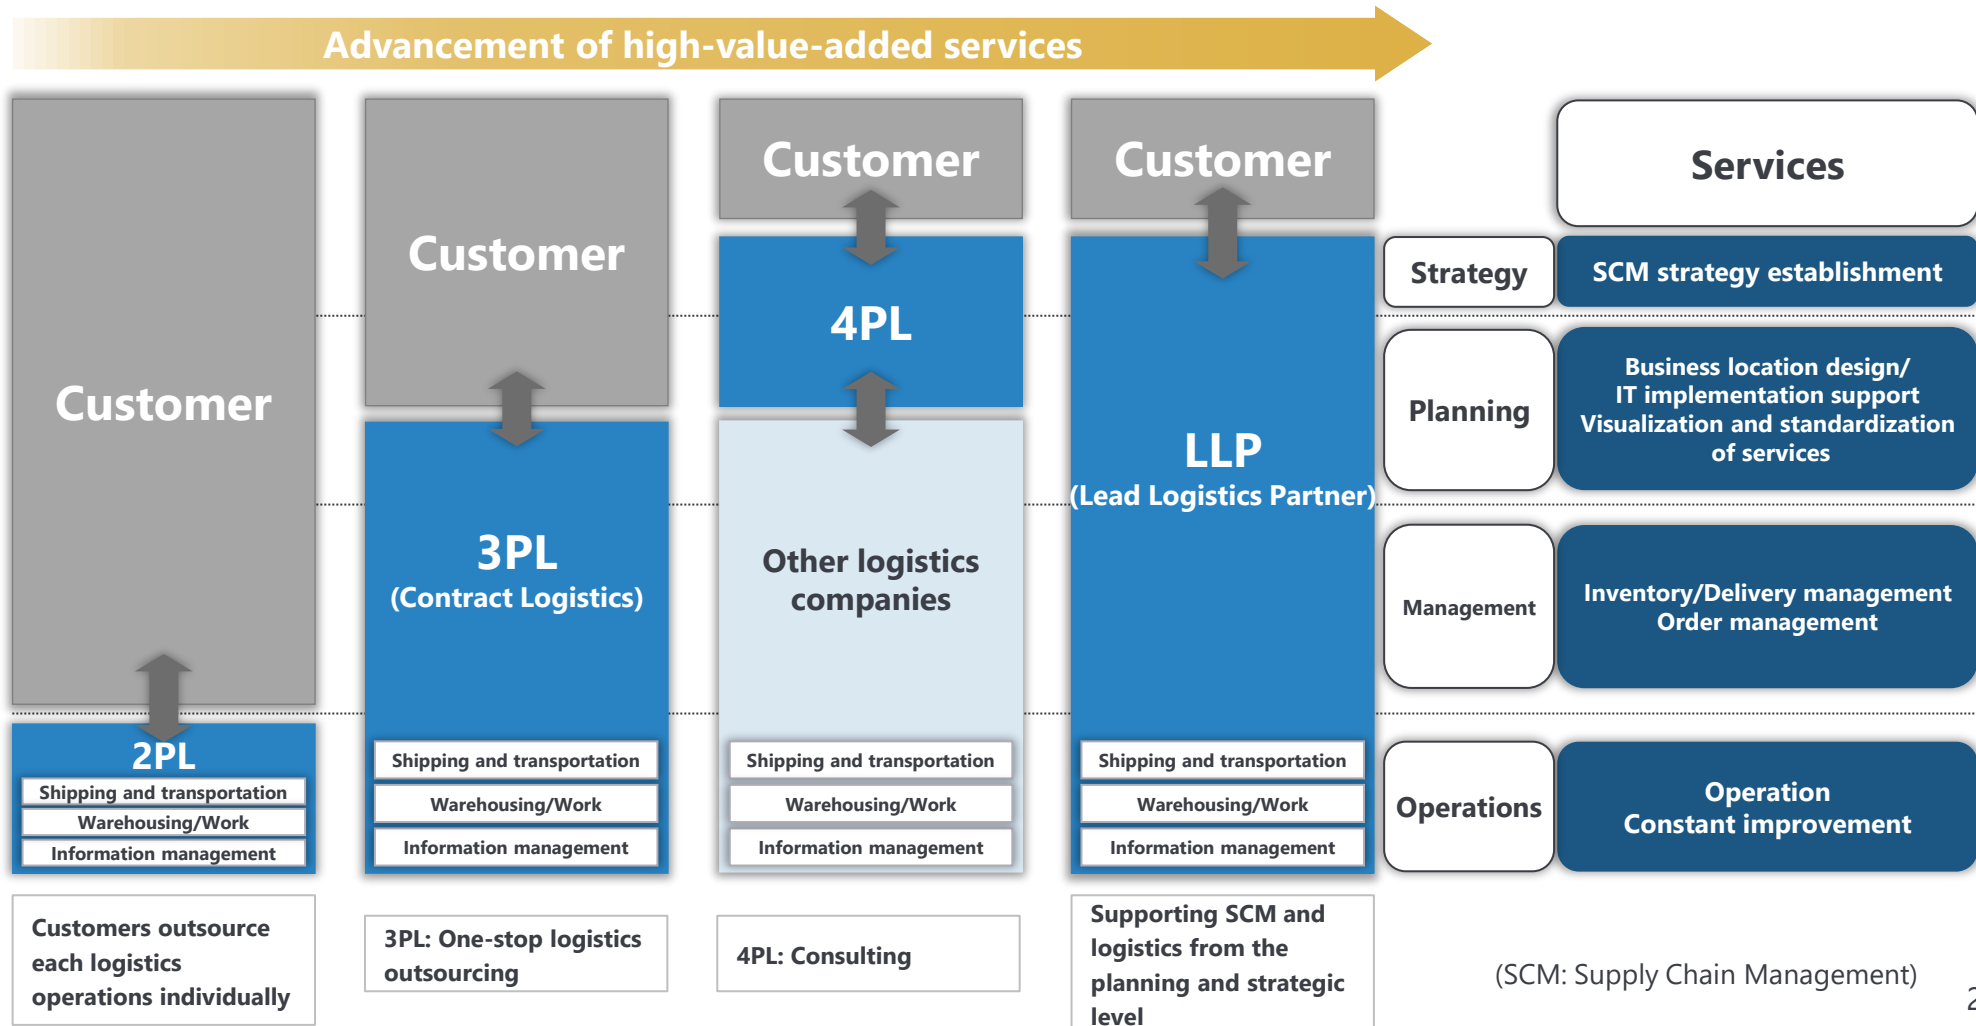 Advancement of high-value-added services
Customer
2PL
Shipping and transportation
Warehousing/Work
Information management
Customers outsource
each logistics
operations individually
Customer
3PL
(Contract Logistics)
Shipping and transportation
Warehousing/Work
Information management
3PL: One-stop logistics
outsourcing
Customer
4PL
Other logistics
companies
Shipping and transportation
Warehousing/Work
Information management
4PL: Consulting
Customer
LLP
(Lead Logistics Partner)
Shipping and transportation
Warehousing/Work
Information management
Supporting SCM and
logistics from the
planning and strategic
level
Services
Strategy
SCM strategy establishment
Planning
Business location design/
IT implementation support
Visualization and standardization
of services
Management
Inventory/Delivery management
Order management
Operations
Operation
Constant improvement
(SCM: Supply Chain Management)
2